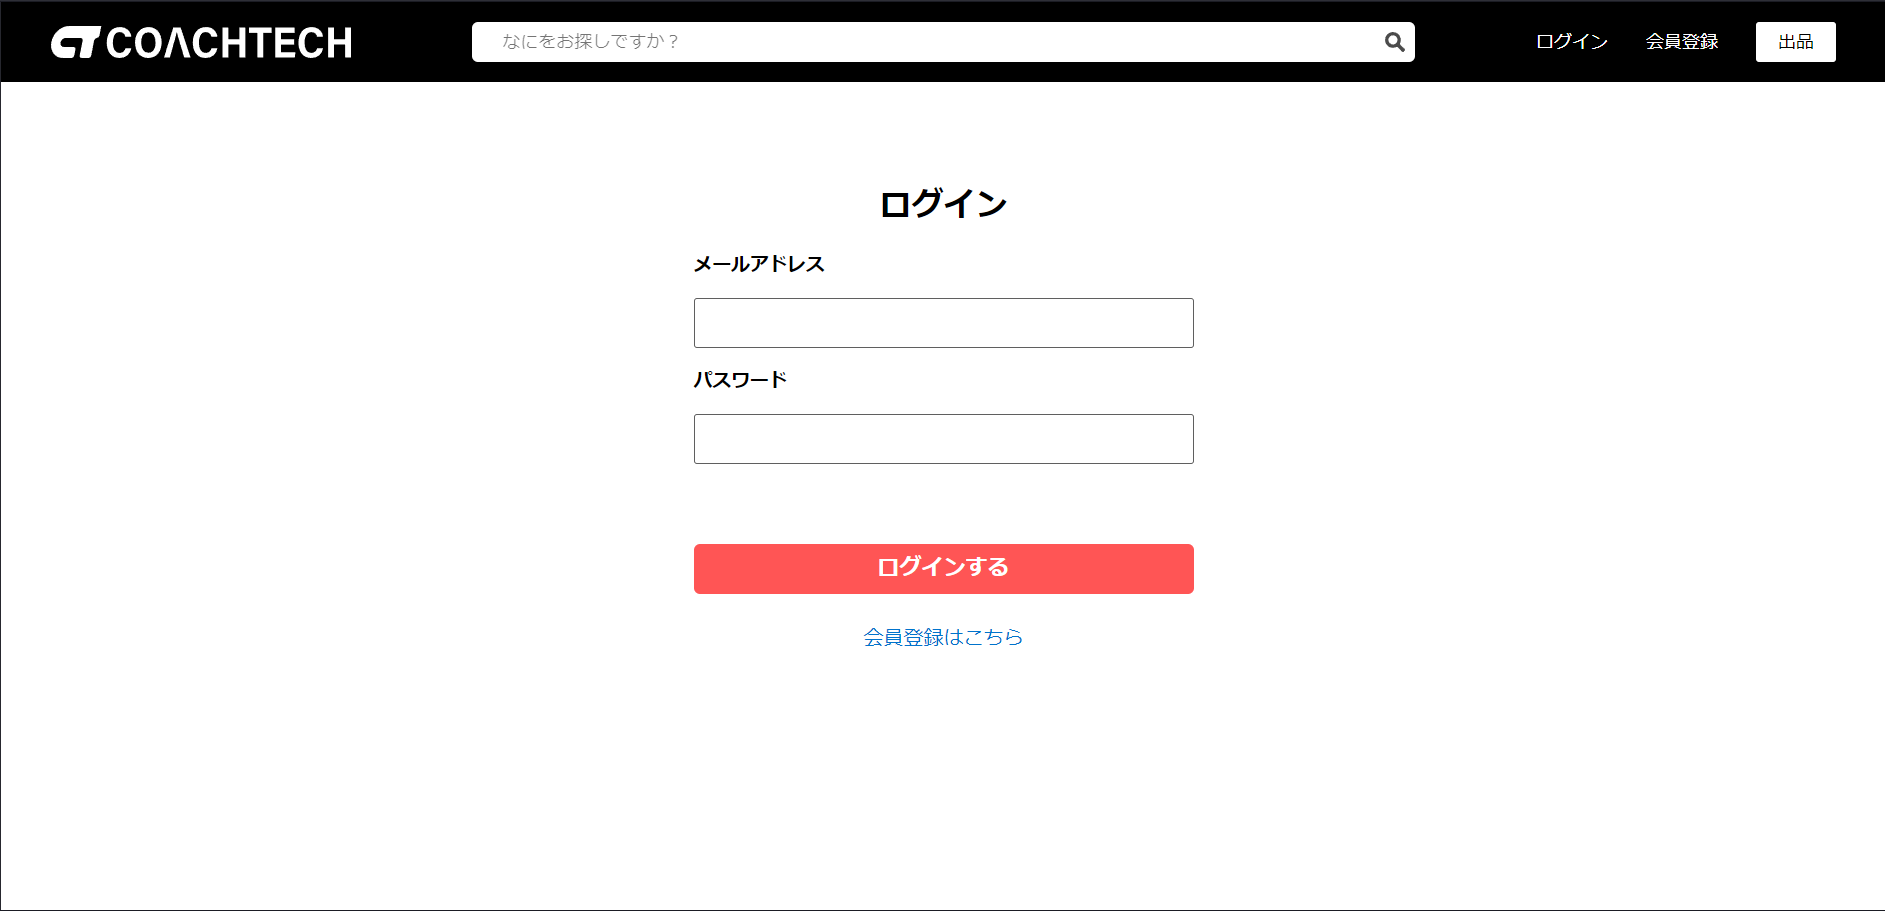 COACHTECH
なにをお探しですか？
ログイン
会員登録
出品
ログイン
メールアドレス
パスワード
ログインする
会員登録はこちら